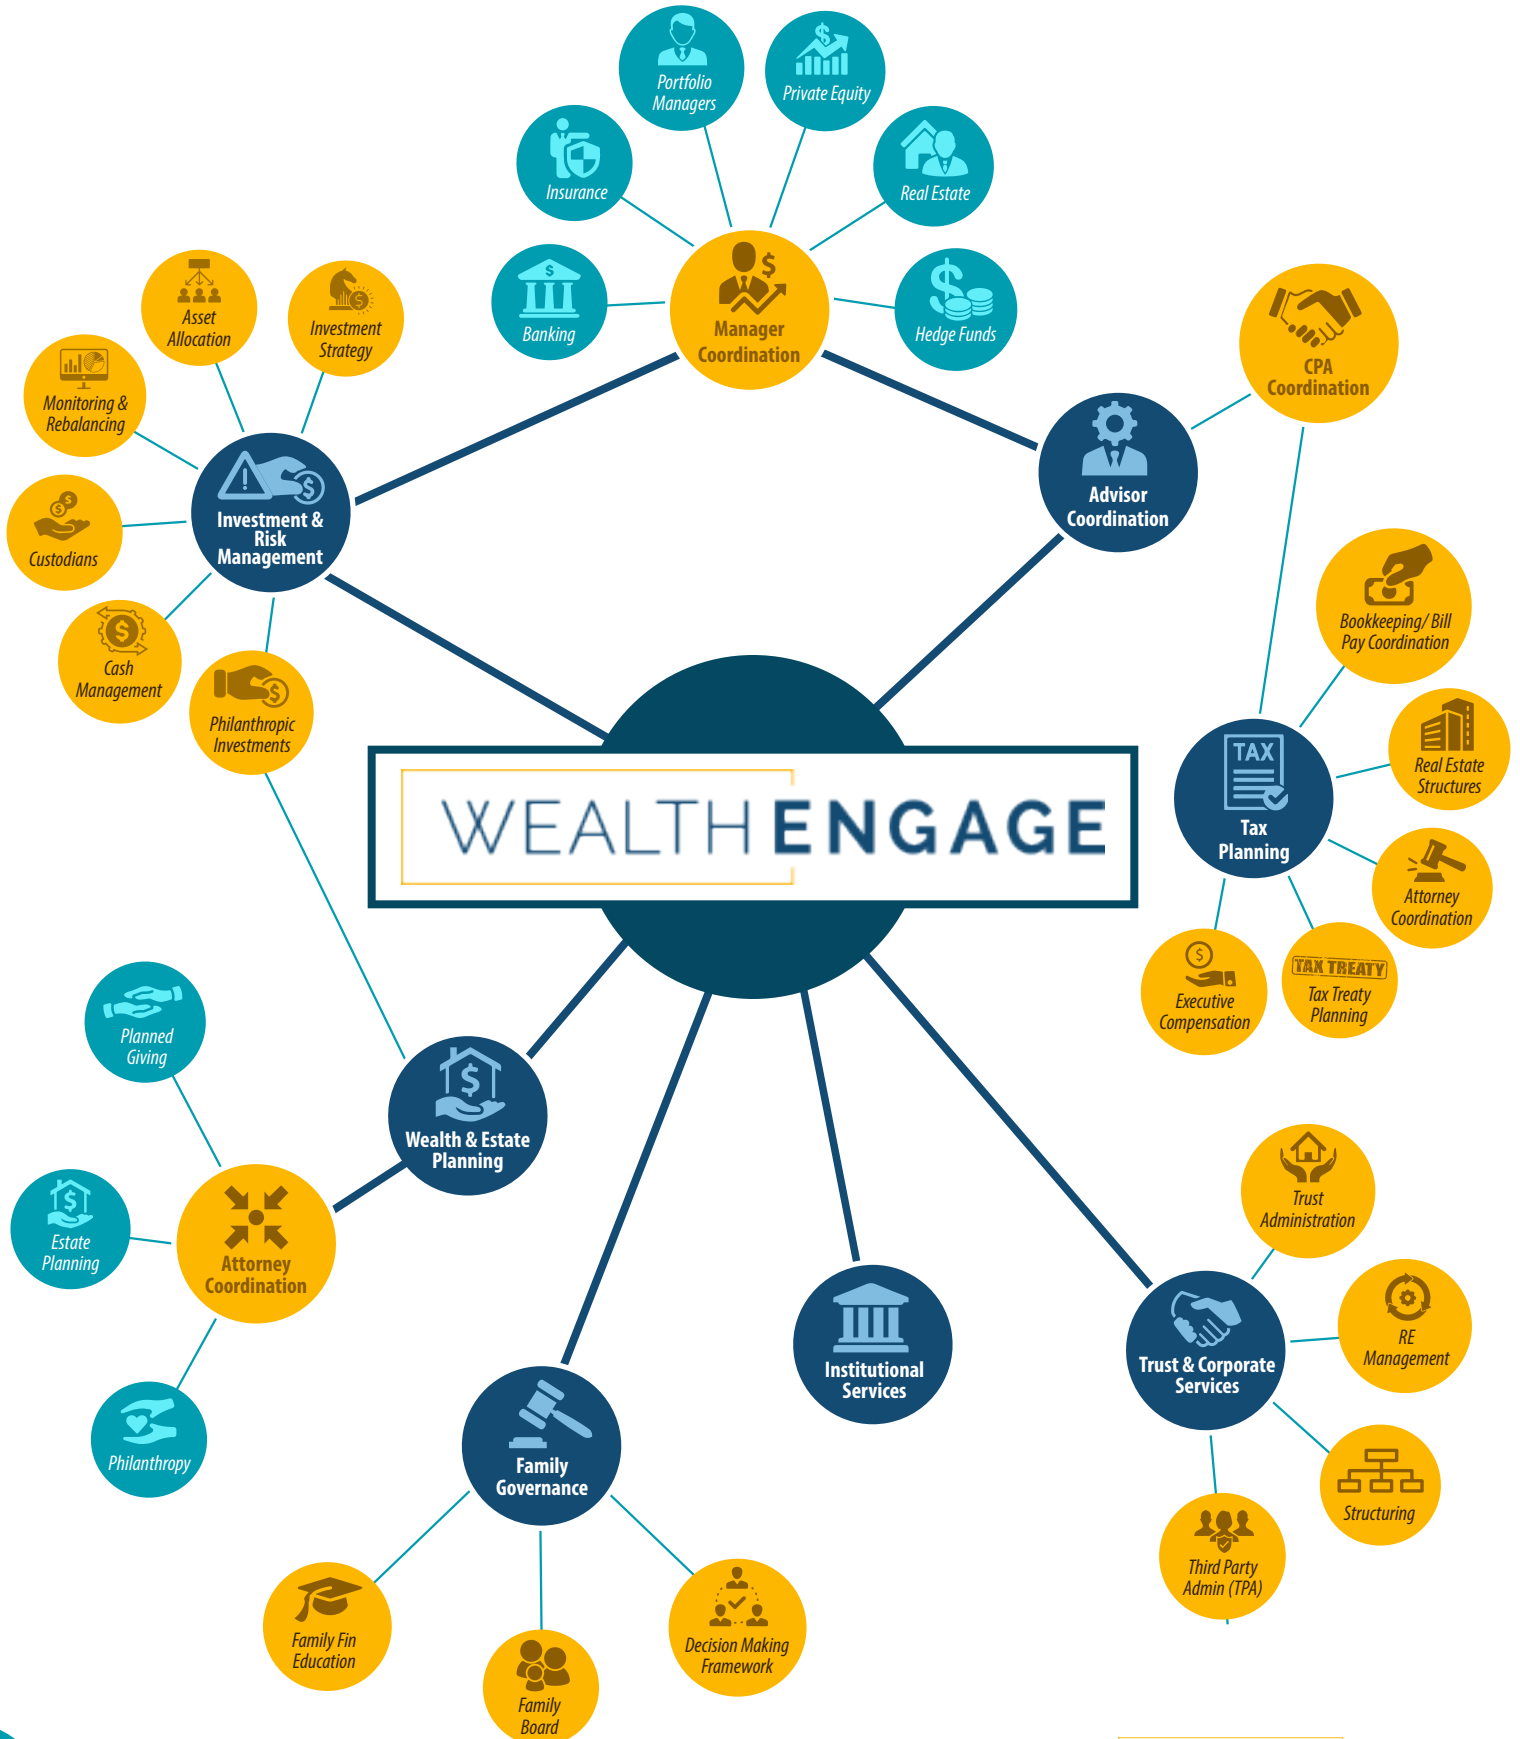 Portfolio
Managers
Private Equity
Insurance
Real Estate
$
Banking
Manager
Coordination
Hedge Funds
Asset
Allocation
Investment
Strategy
Monitoring &
Rebalancing
Custodians
Cash
Management
Philanthropic
Investments
Investment &
Risk
Management
Advisor
Coordination
CPA
Coordination
Bookkeeping/ Bill
Pay Coordination
Real Estate
Structures
TAX
Tax
Planning
Attorney
Coordination
TAX TREATY
Tax Treaty
Planning
Executive
Compensation
WEALTHENGAGE
Planned
Giving
Estate
Planning
Attorney
Coordination
Philanthropy
Wealth & Estate
Planning
Family
Governance
Family Fin
Education
Family
Board
Decision Making
Framework
Institutional
Services
Trust & Corporate
Services
Trust
Administration
RE
Management
Structuring
Third Party
Admin (TPA)